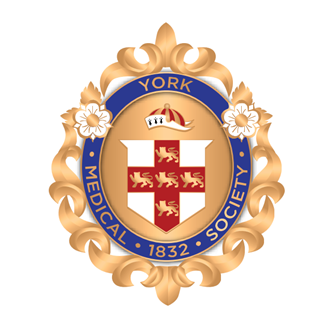 YORK
MEDICAL · 1832 · SOCIETY